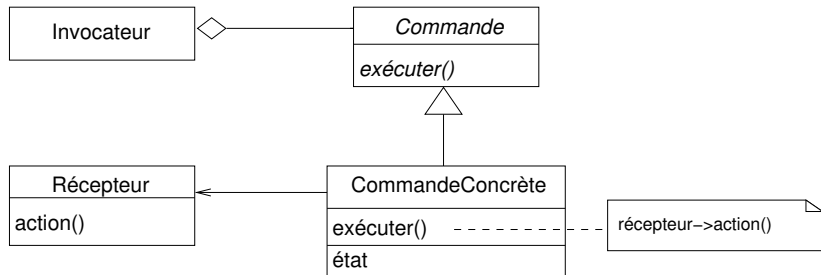 Invocateur
Commande
exécuter()
Récepteur
action()
CommandeConcrète
exécuter()
état
récepteur−>action()